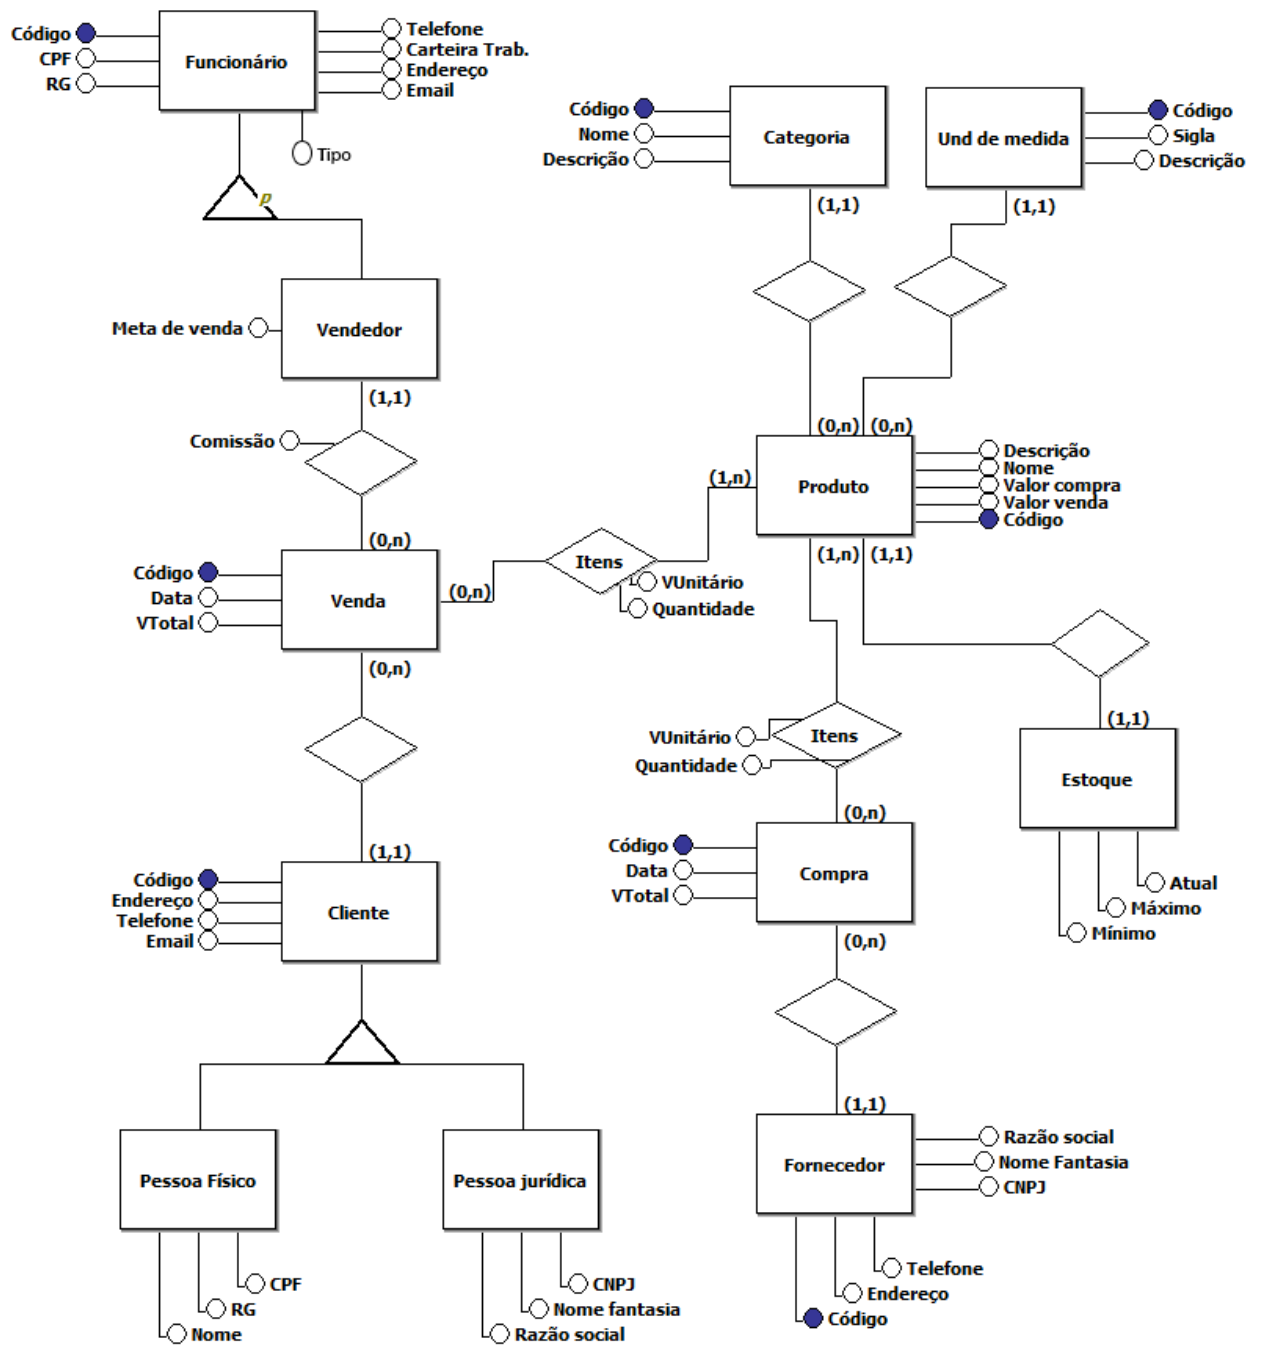 Código
CPF
RG
Funcionário
Telefone
Carteira Trab.
Endereço
Email
Tipo
p
Código
Nome
Descrição
Categoria
(1,1)
Und de medida
Código
Sigla
Descrição
(1,1)
Meta de venda
Vendedor
(1,1)
Comissão
(0,n)
Código
Data
VTotal
Venda
(0,n)
(0,n)
Itens
VUnitário
Quantidade
(1,n)
(0,n)
(0,n)
Produto
Descrição
Nome
Valor compra
Valor venda
Código
(1,n)
(1,1)
VUnitário
Quantidade
Itens
(0,n)
(1,1)
Estoque
Atual
Máximo
Mínimo
Código
Data
VTotal
Compra
(0,n)
(1,1)
Código
Endereço
Telefone
Email
Cliente
Pessoa Físico
CPF
RG
Nome
Pessoa jurídica
CNPJ
Nome fantasia
Razão social
(1,1)
Fornecedor
Razão social
Nome Fantasia
CNPJ
Telefone
Endereço
Código